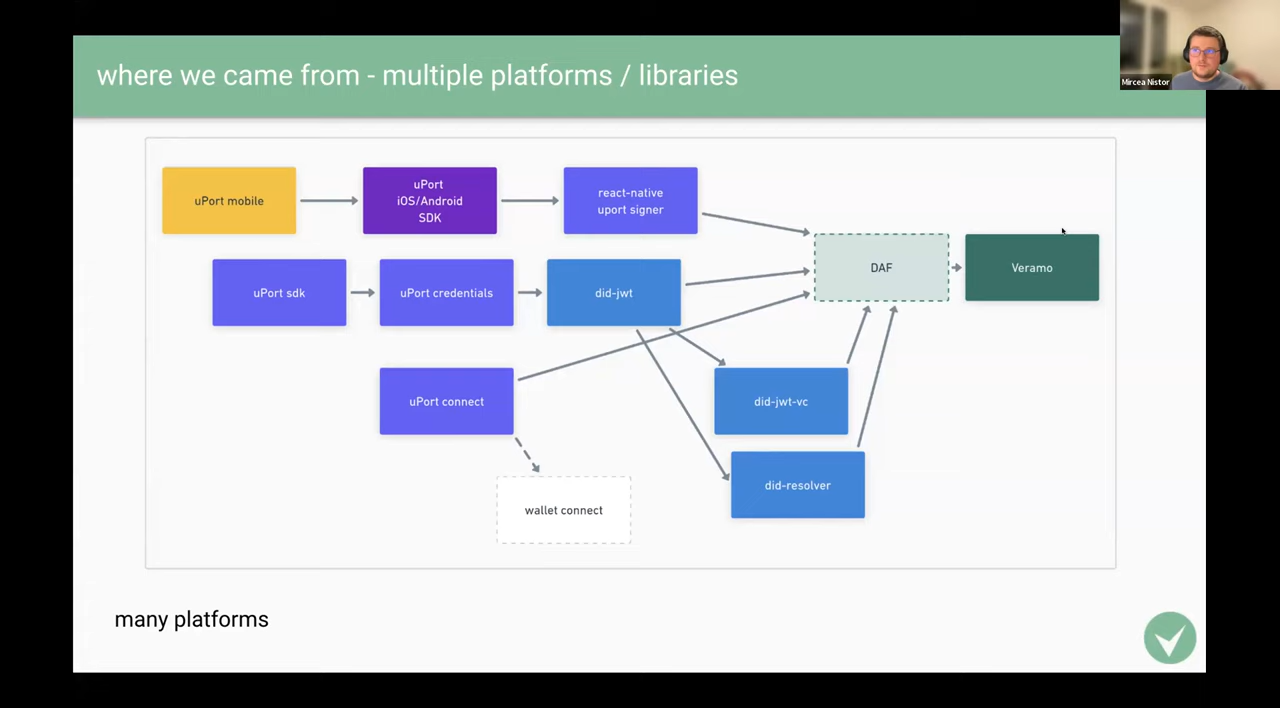 where we came from - multiple platforms / libraries
Mircea Nistor
uPort mobile
uPort
iOS/Android
SDK
react-native
uport signer
DAF
Veramo
uPort sdk
uPort credentials
did-jwt
uPort connect
did-jwt-vc
did-resolver
wallet connect
many platforms